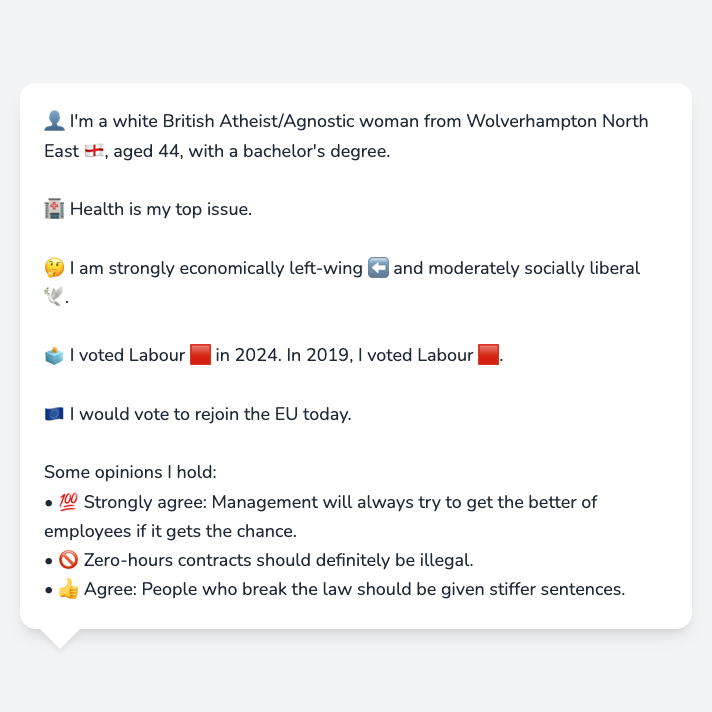 👤 I'm a white British Atheist/Agnostic woman from Wolverhampton North
East 🏴󠁧󠁢󠁥󠁮󠁧󠁿, aged 44, with a bachelor's degree.
🏥 Health is my top issue.
🤔 I am strongly economically left-wing ⬅️ and moderately socially liberal
🕊️.
🗳️ I voted Labour 🟥 in 2024. In 2019, I voted Labour 🟥.
🇪🇺 I would vote to rejoin the EU today.
Some opinions I hold:
• 💯 Strongly agree: Management will always try to get the better of
employees if it gets the chance.
• 🚫 Zero-hours contracts should definitely be illegal.
• 👍 Agree: People who break the law should be given stiffer sentences.